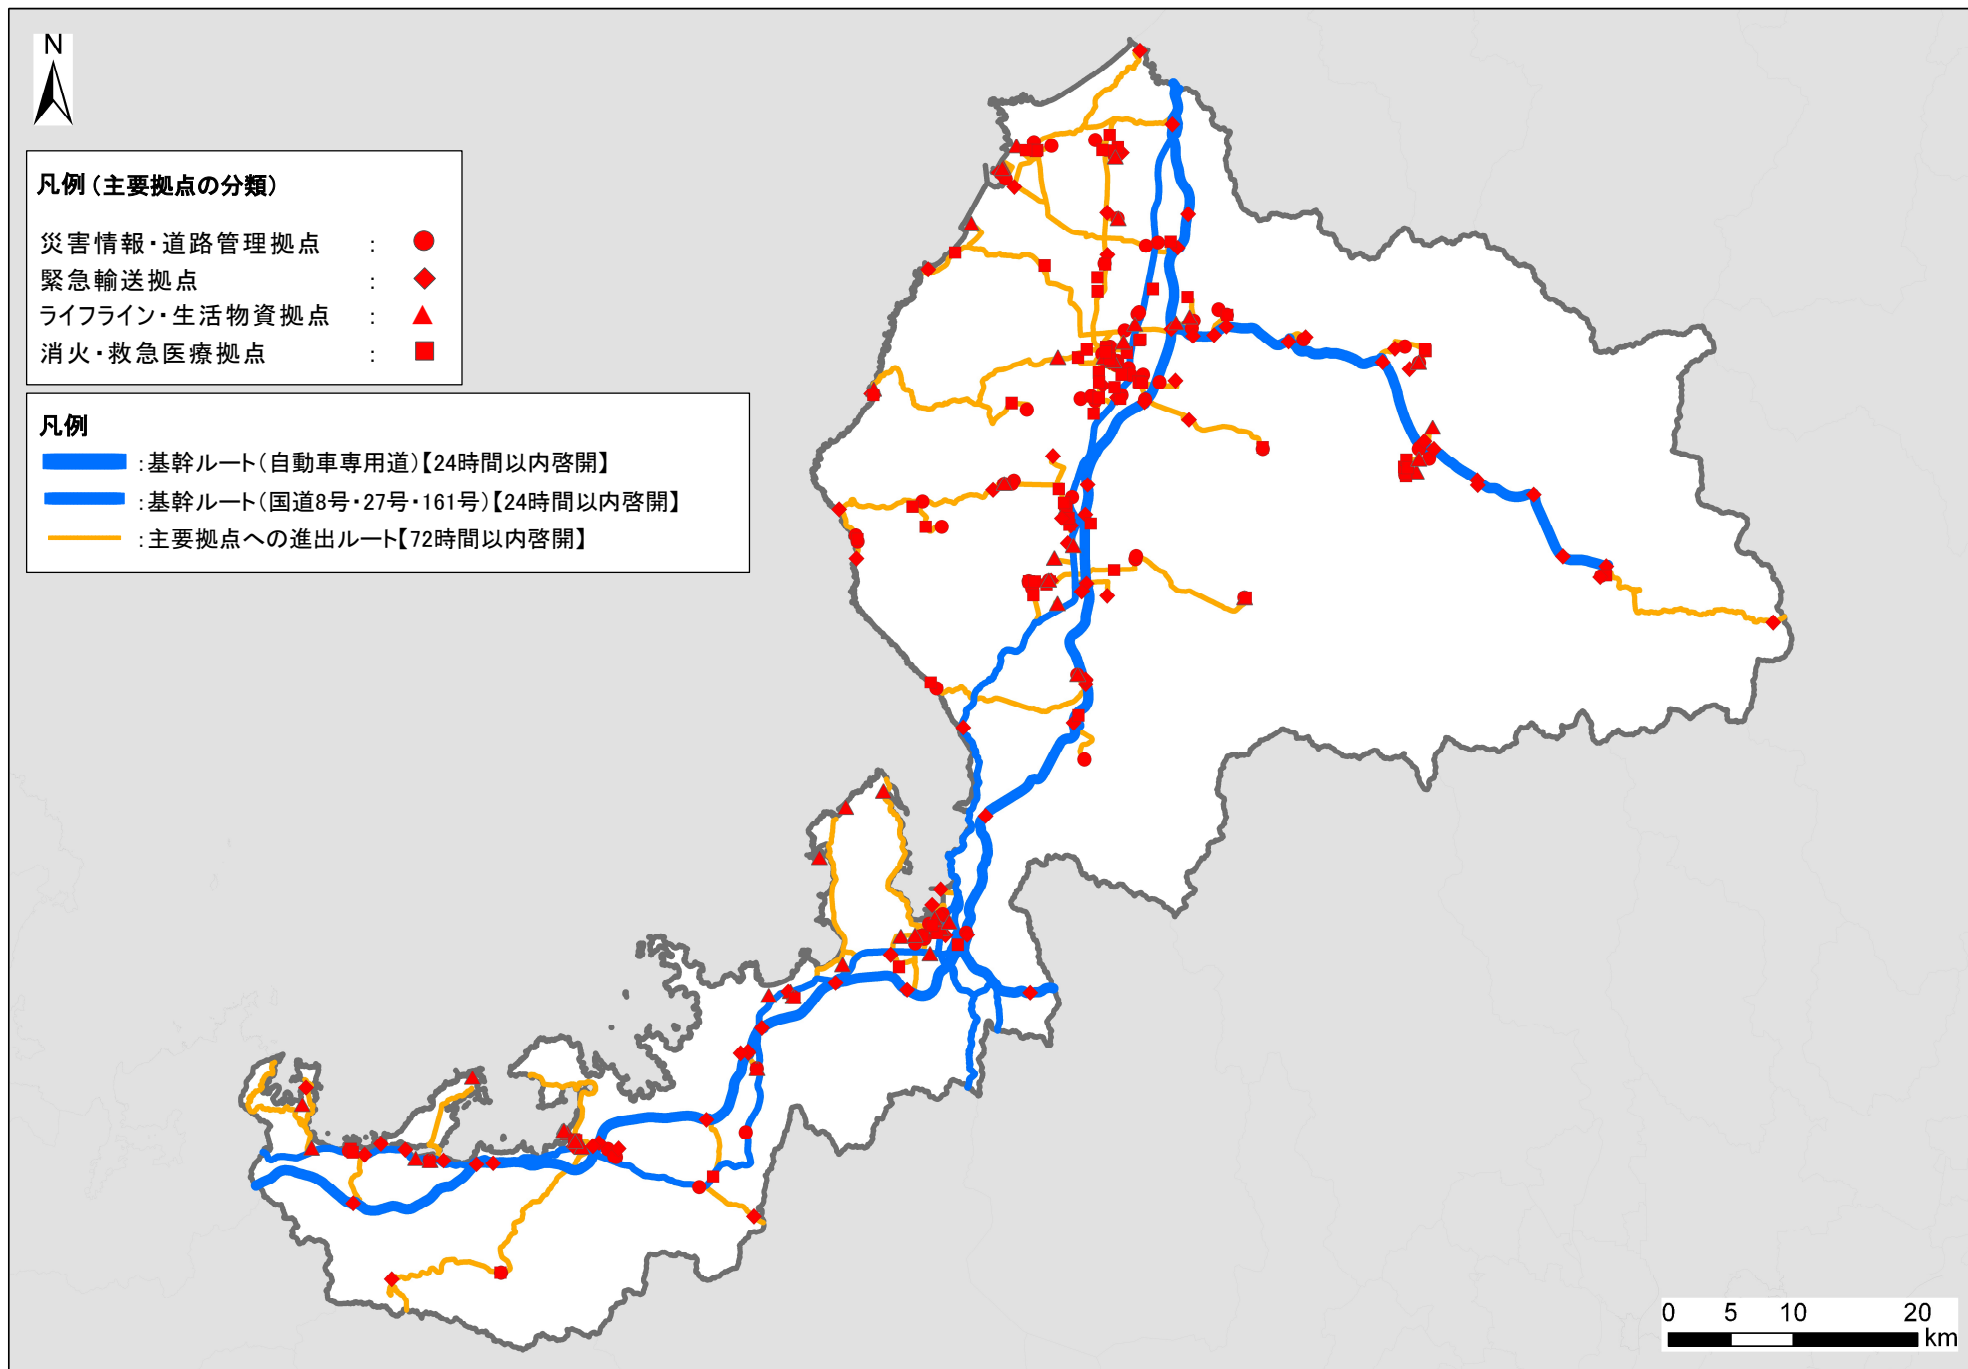 N
凡例(主要拠点の分類)
災害情報・道路管理拠点 :
緊急輸送拠点 :
ライフライン・生活物資拠点 :
消火・救急医療拠点 :
凡例
:基幹ルート(自動車専用道)【24時間以内啓開】
:基幹ルート(国道8号・27号・161号)【24時間以内啓開】
:主要拠点への進出ルート【72時間以内啓開】
0 5 10 20
km